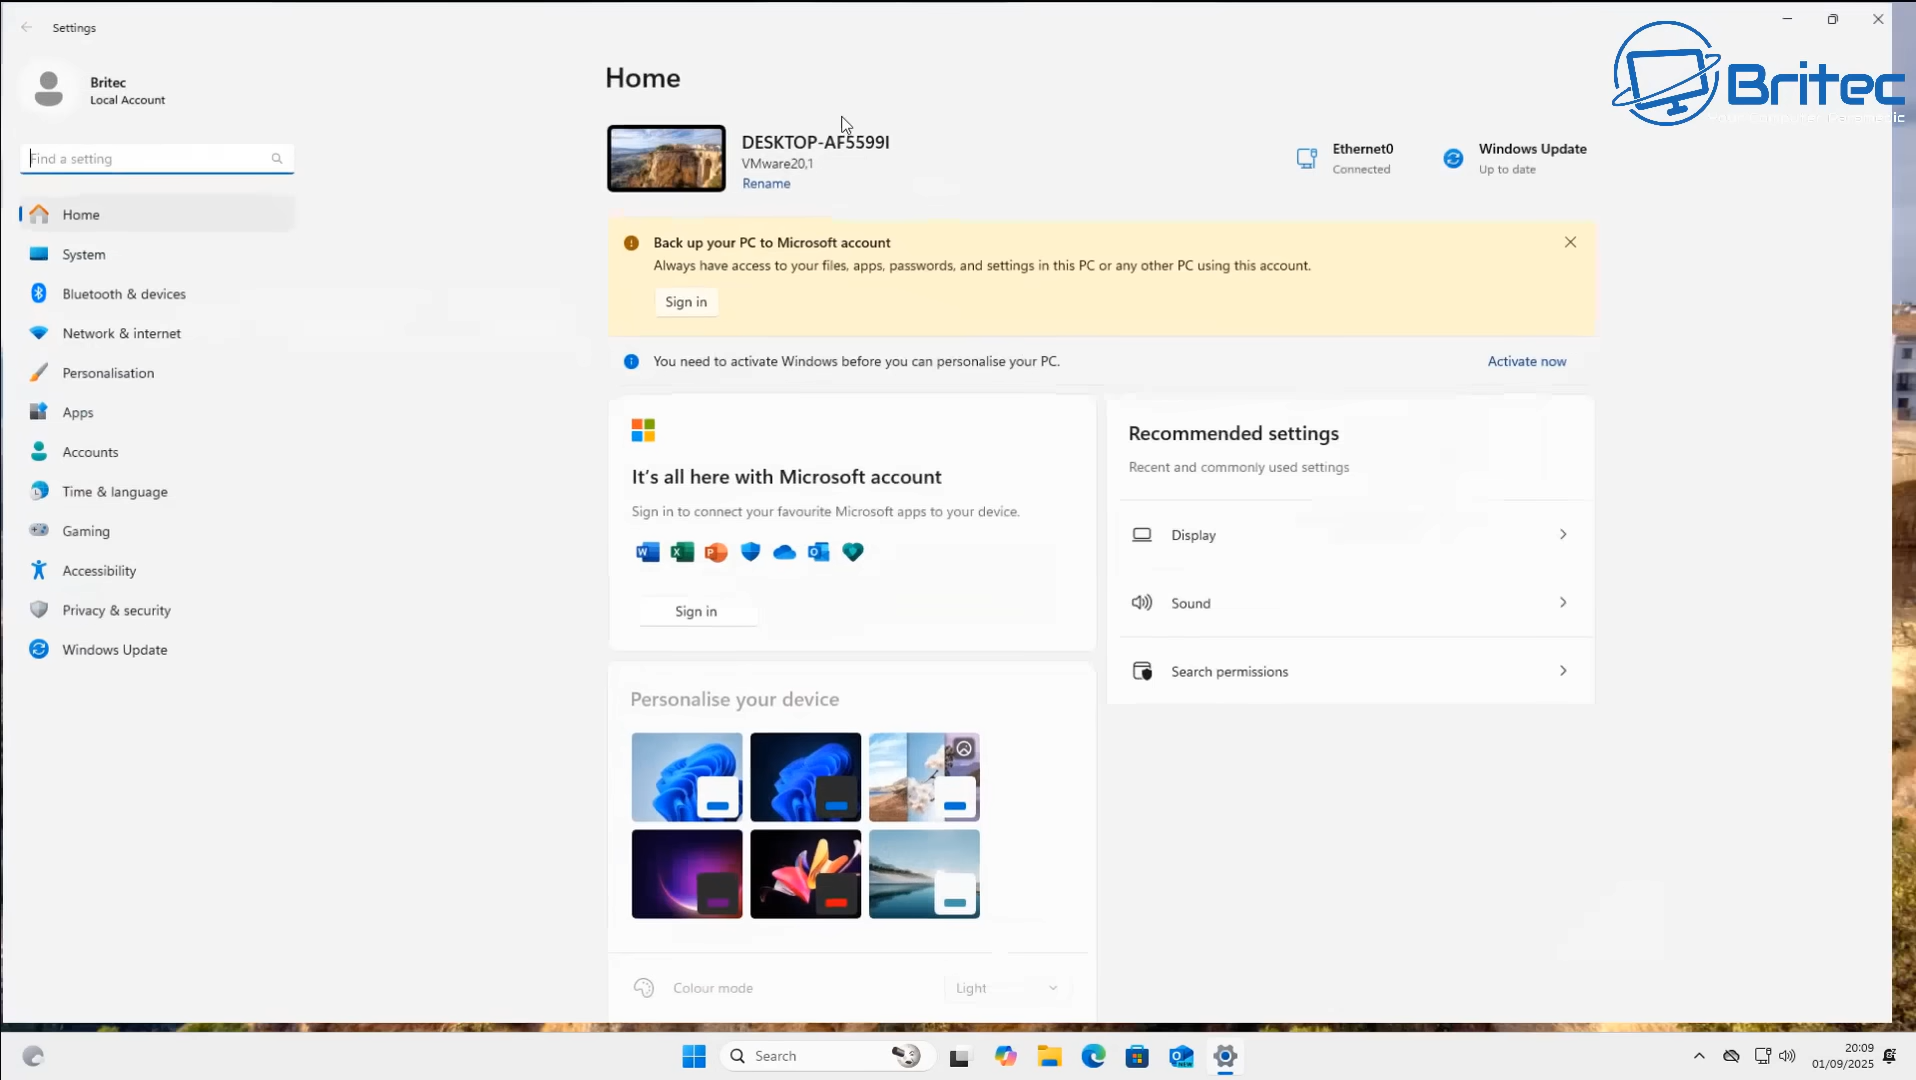 Settings
Britec
Local Account
Find a setting
Home
System
Bluetooth & devices
Network & internet
Personalisation
Apps
Accounts
Time & language
Gaming
Accessibility
Privacy & security
Windows Update
Home
DESKTOP-AF5599I
VMware20,1
Rename
Ethernet0
Connected
Windows Update
Up to date
Britec
Back up your PC to Microsoft account
Always have access to your files, apps, passwords, and settings in this PC or any other PC using this account.
Sign in
You need to activate Windows before you can personalise your PC.
Activate now
It's all here with Microsoft account
Sign in to connect your favourite Microsoft apps to your device.
Sign in
Recommended settings
Recent and commonly used settings
Display
Sound
Search permissions
Personalise your device
Colour mode
Light
Search
20:09
01/09/2025